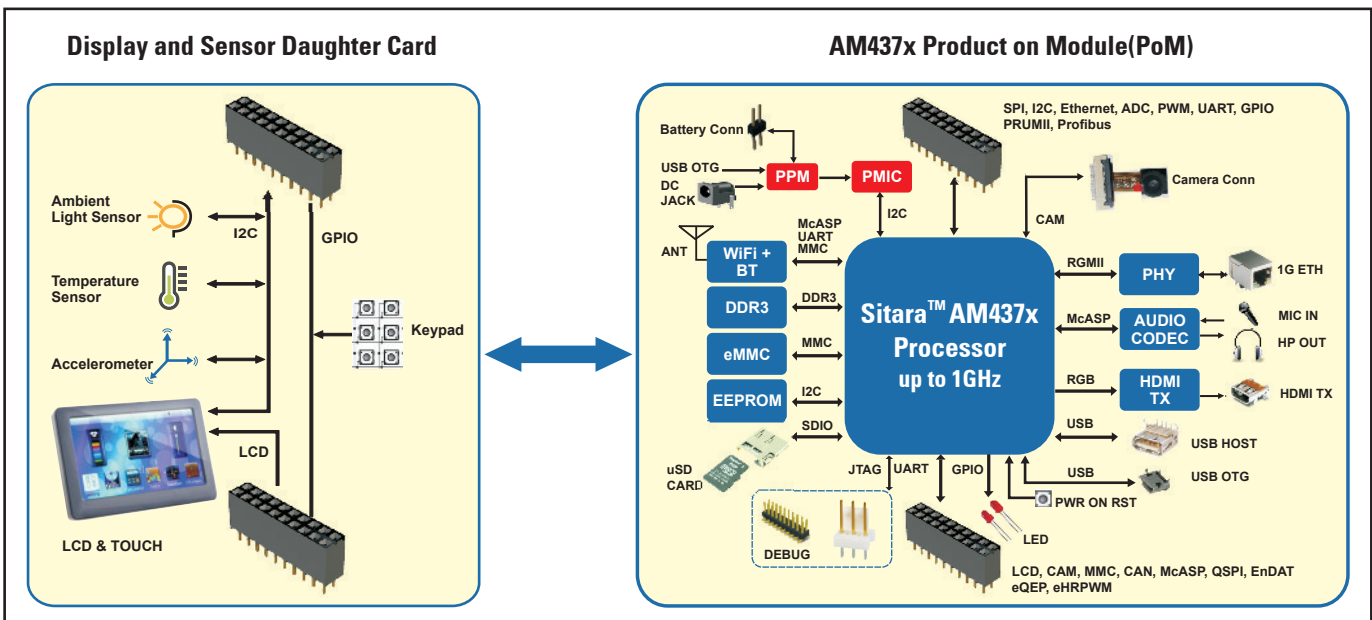 Display and Sensor Daughter Card
AM437x Product on Module(PoM)
Ambient
Light Sensor
I2C
GPIO
Temperature
Sensor
Keypad
Accelerometer
LCD
LCD & TOUCH
SPI, I2C, Ethernet, ADC, PWM, UART, GPIO
PRUMII, Profibus
Battery Conn
USB OTG
DC
JACK
PPM
PMIC
I2C
Camera Conn
CAM
ANT
WiFi +
BT
McASP
UART
MMC
DDR3
DDR3
eMMC
MMC
EEPROM
I2C
SDIO
uSD
CARD
Sitara™ AM437x
Processor
up to 1GHz
RGMII
PHY
1G ETH
McASP
AUDIO
CODEC
MIC IN
HP OUT
RGB
HDMI
TX
HDMI TX
USB
USB HOST
USB
USB OTG
PWR ON RST
JTAG
UART
GPIO
LED
DEBUG
LCD, CAM, MMC, CAN, McASP, QSPI, EnDAT
eQEP, eHRPWM